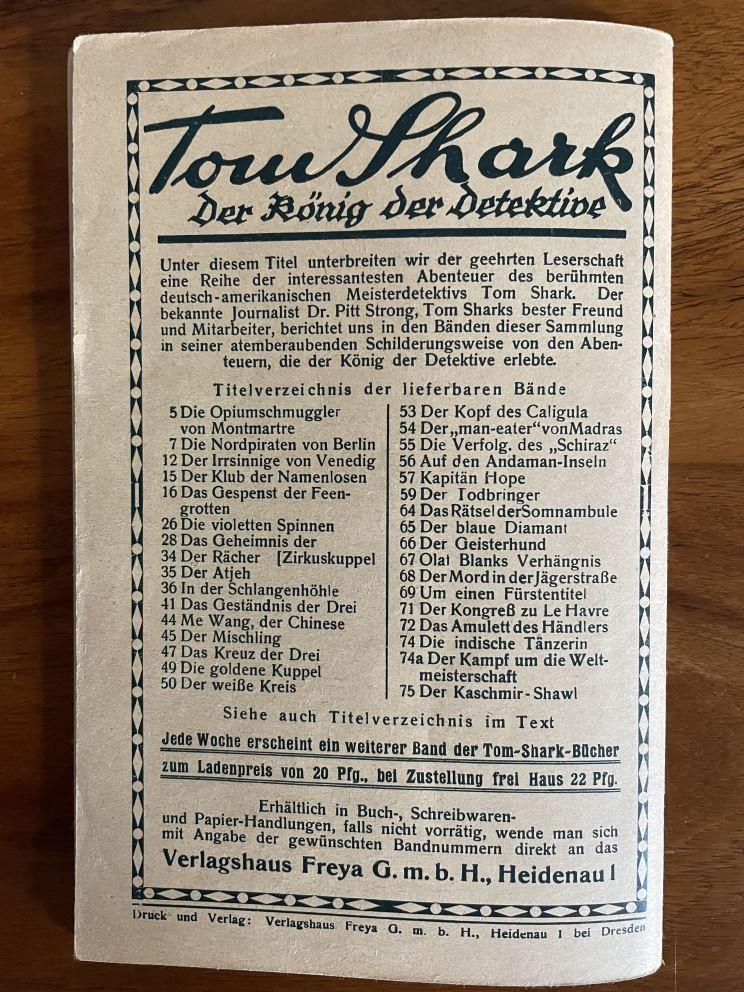 Tom Shark
Der König der Detektive
Unter diesem Titel unterbreiten wir der geehrten Leserschaft
eine Reihe der interessantesten Abenteuer des berühmten
deutsch-amerikanischen Meisterdetektivs Tom Shark. Der
bekannte Journalist Dr. Pitt Strong, Tom Sharks bester Freund
und Mitarbeiter, berichtet uns in den Bänden dieser Sammlung
in seiner atemberaubenden Schilderungsweise von den Aben-
teuern, die der König der Detektive erlebte.
Titelverzeichnis der lieferbaren Bände
5 Die Opiumschmuggler
von Montmartre
7 Die Nordpiraten von Berlin
12 Der Irrsinnige von Venedig
15 Der Klub der Namenlosen
16 Das Gespenst der Feen-
grotten
26 Die violetten Spinnen
28 Das Geheimnis der
34 Der Rächer [Zirkuskuppel
35 Der Atjeh
36 In der Schlangenhöhle
41 Das Geständnis der Drei
44 Me Wang, der Chinese
45 Der Mischling
47 Das Kreuz der Drei
49 Die goldene Kuppel
50 Der weiße Kreis
53 Der Kopf des Caligula
54 Der „man-eater“ von Madras
55 Die Verfolg. des „Schiraz“
56 Auf den Andaman-Inseln
57 Kapitän Hope
59 Der Todbringer
64 Das Rätsel der Somnambule
65 Der blaue Diamant
66 Der Geisterhund
67 Olaf Blanks Verhängnis
68 Der Mord in der Jägerstraße
69 Um einen Fürstentitel
71 Der Kongreß zu Le Havre
72 Das Amulett des Händlers
74 Die indische Tänzerin
74a Der Kampf um die Welt-
meisterschaft
75 Der Kaschmir-Shawl
Siehe auch Titelverzeichnis im Text
Jede Woche erscheint ein weiterer Band der Tom-Shark-Bücher
zum Ladenpreis von 20 Pfg., bei Zustellung frei Haus 22 Pfg.
Erhältlich in Buch-, Schreibwaren-
und Papier-Handlungen, falls nicht vorrätig, wende man sich
mit Angabe der gewünschten Bandnummern direkt an das
Verlagshaus Freya G. m. b. H., Heidenau 1
Druck und Verlag: Verlagshaus Freya G. m. b. H., Heidenau 1 bei Dresden